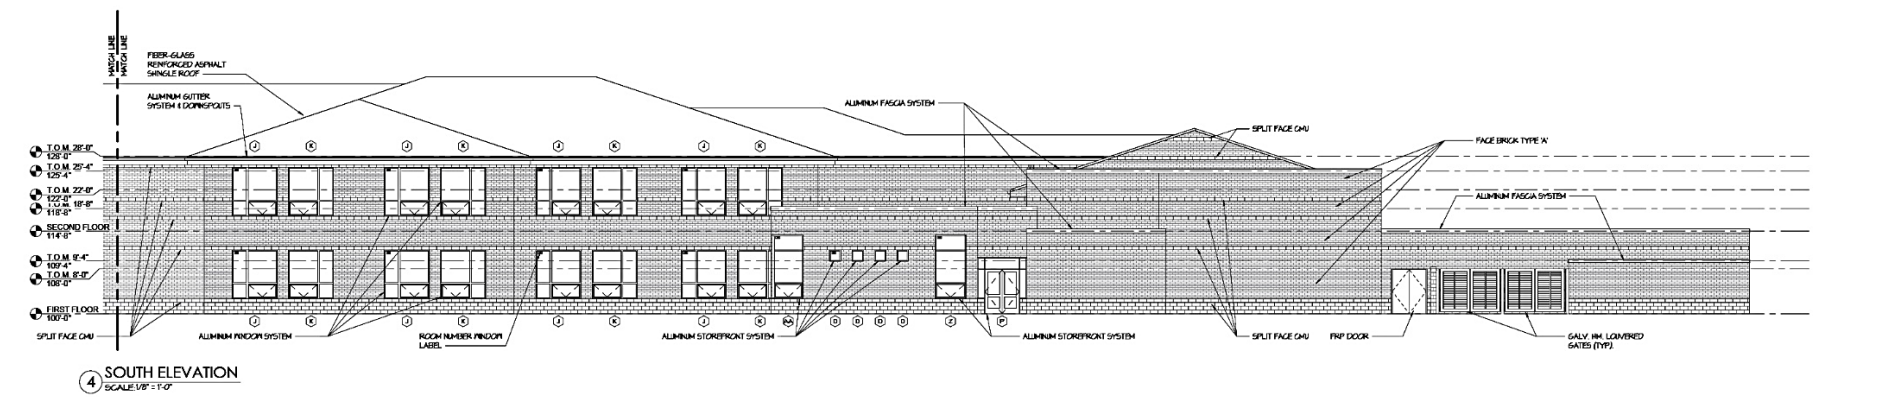 MATCH LINE
MATCH LINE
FIBER-GLASS
REINFORCED ASPHALT
SHINGLE ROOF
ALUMINUM GUTTER
SYSTEM & DOWNSPOUTS
ALUMINUM FASCIA SYSTEM
SPLIT FACE CMU
FACE BRICK TYPE 'A'
J K J K J K J K
T.O.M. 28'-0"
128'-0"
T.O.M. 25'-4"
125'-4"
T.O.M. 22'-0"
122'-0"
T.O.M. 18'-8"
118'-8"
ALUMINUM FASCIA SYSTEM
SECOND FLOOR
114'-8"
T.O.M. 9'-4"
109'-4"
T.O.M. 8'-0"
108'-0"
FIRST FLOOR
100'-0"
J K J K J K J K D D D D Z P
SPLIT FACE CMU
ALUMINUM WINDOW SYSTEM
ROOM NUMBER WINDOW
LABEL
ALUMINUM STOREFRONT SYSTEM
ALUMINUM STOREFRONT SYSTEM
SPLIT FACE CMU
FRP DOOR
GALV. HM. LOUVERED
GATES (TYP).
4
SOUTH ELEVATION
SCALE:1/8" = 1'-0"